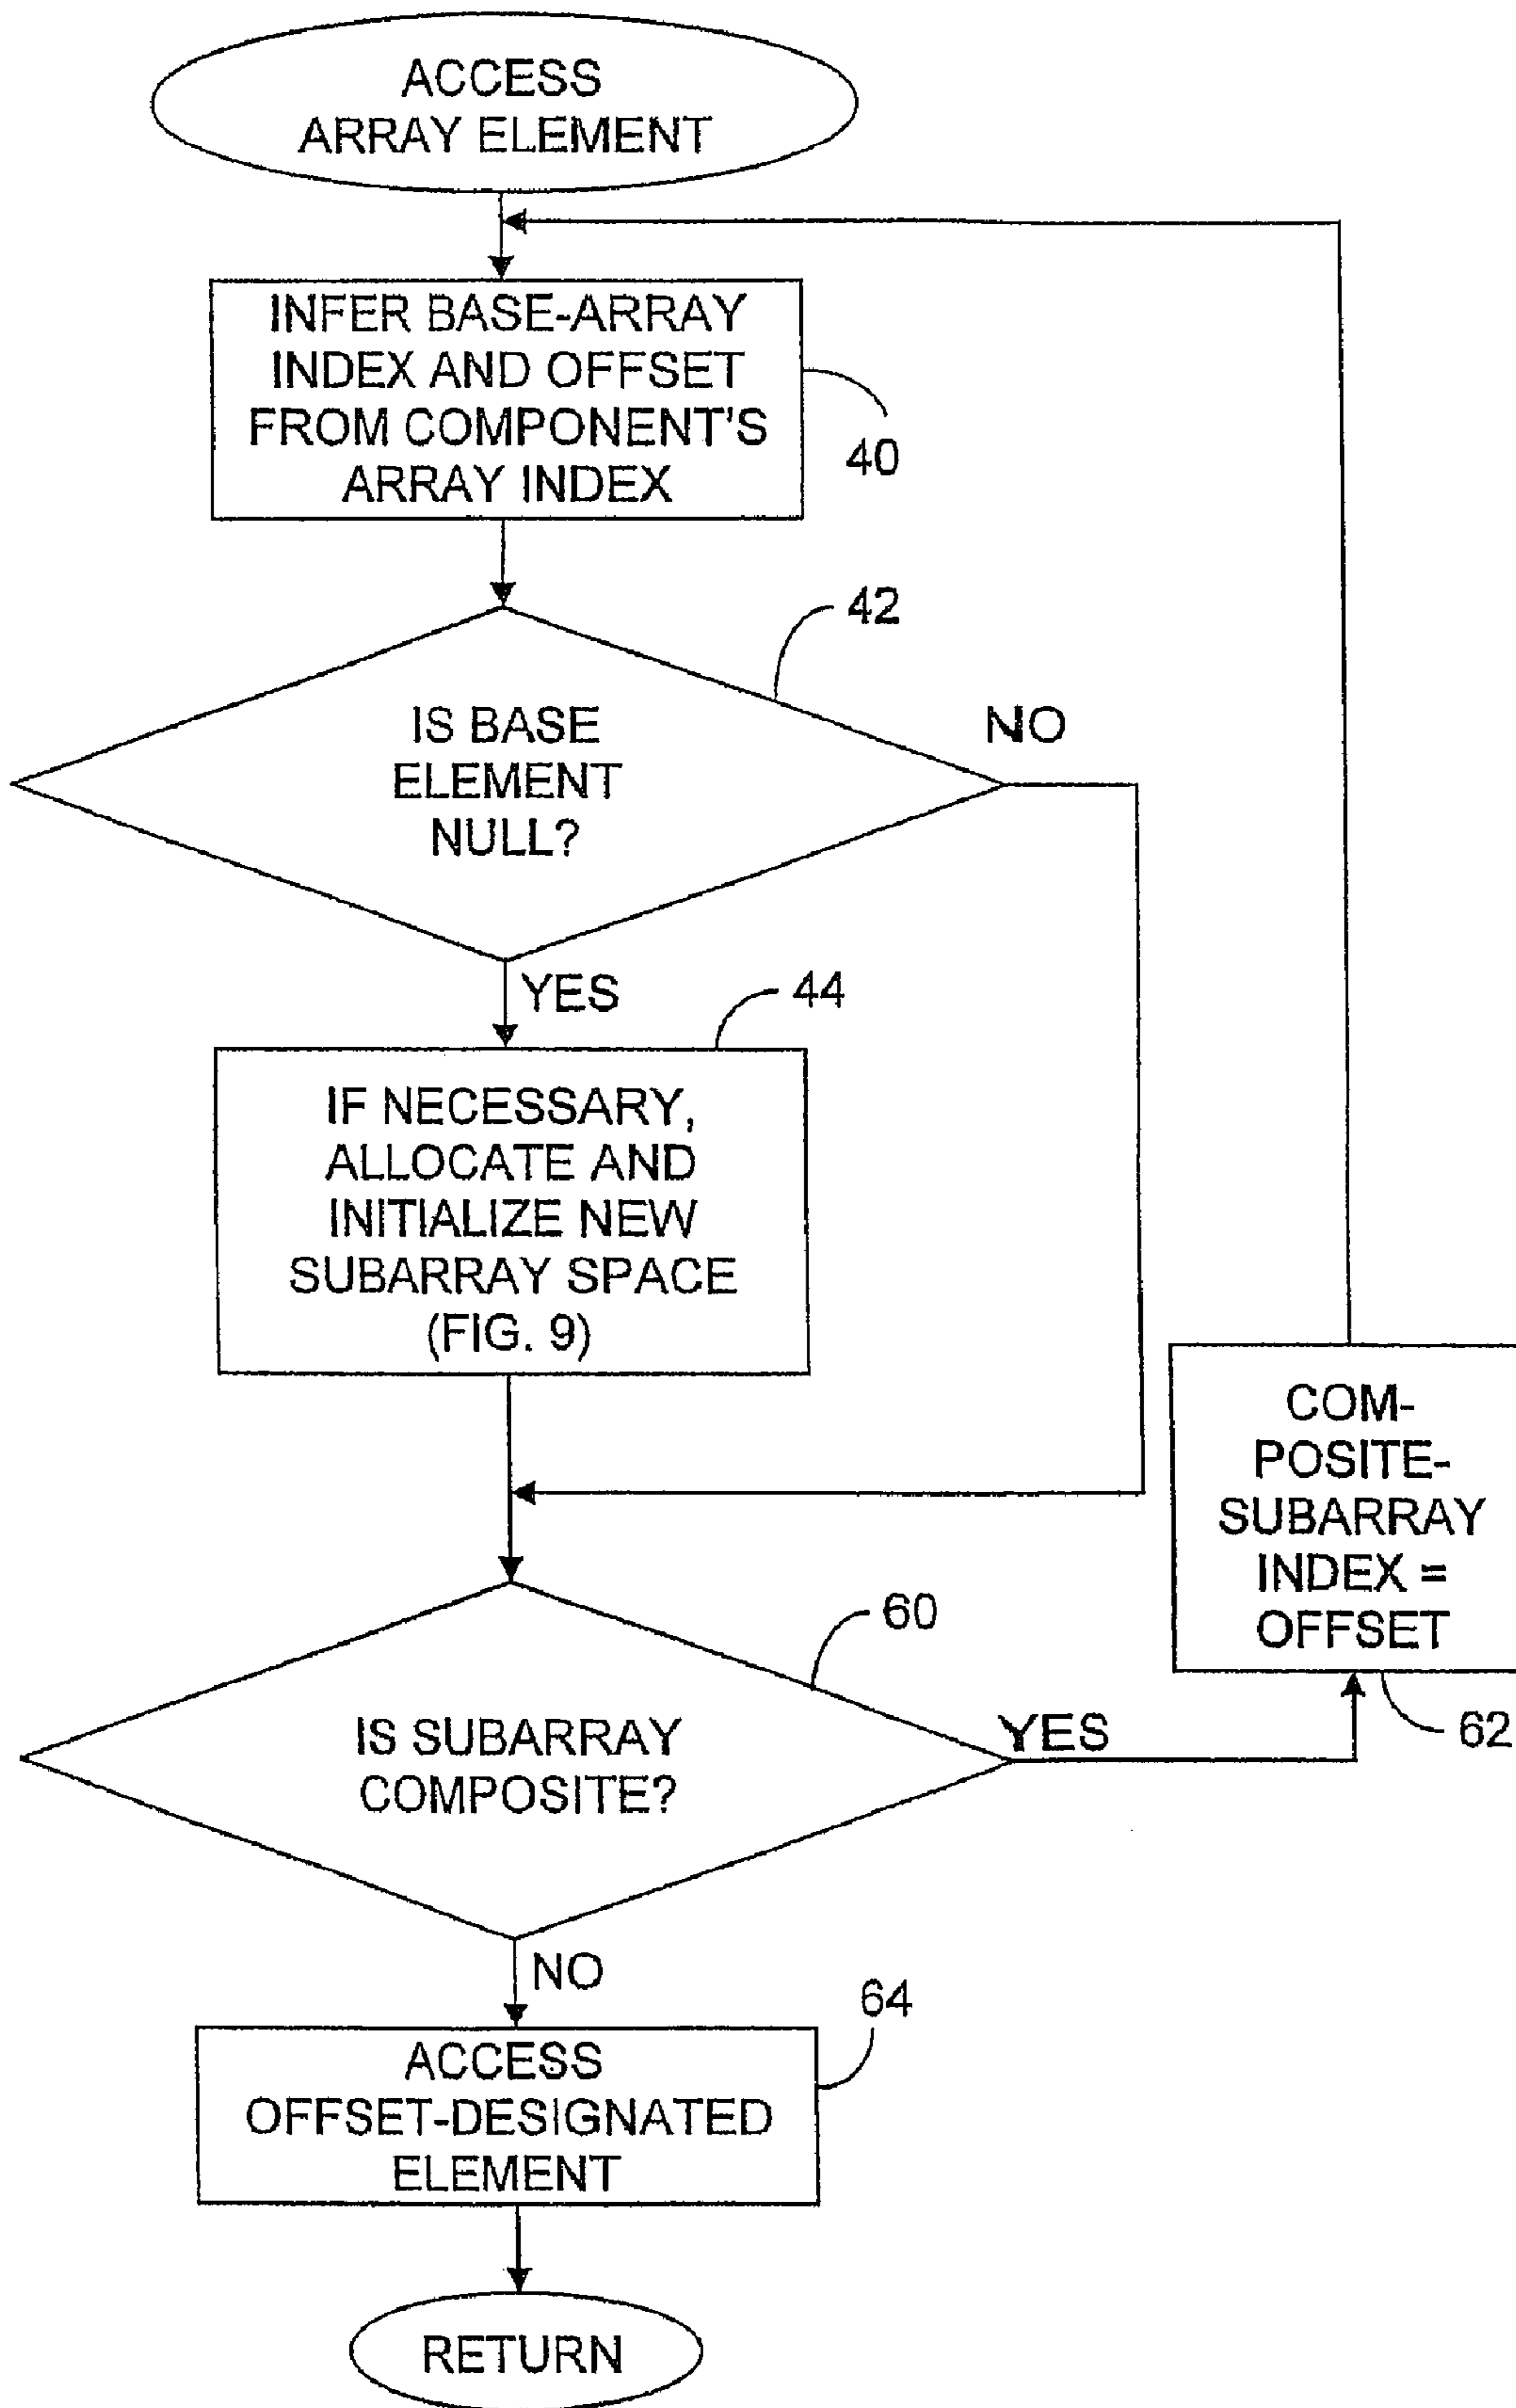 ACCESS
ARRAY ELEMENT
INFER BASE-ARRAY
INDEX AND OFFSET
FROM COMPONENT'S
ARRAY INDEX
40
42
IS BASE
ELEMENT
NULL?
NO
YES
44
IF NECESSARY,
ALLOCATE AND
INITIALIZE NEW
SUBARRAY SPACE
(FIG. 9)
COM-
POSITE-
SUBARRAY
INDEX =
OFFSET
62
60
IS SUBARRAY
COMPOSITE?
YES
NO
64
ACCESS
OFFSET-DESIGNATED
ELEMENT
RETURN